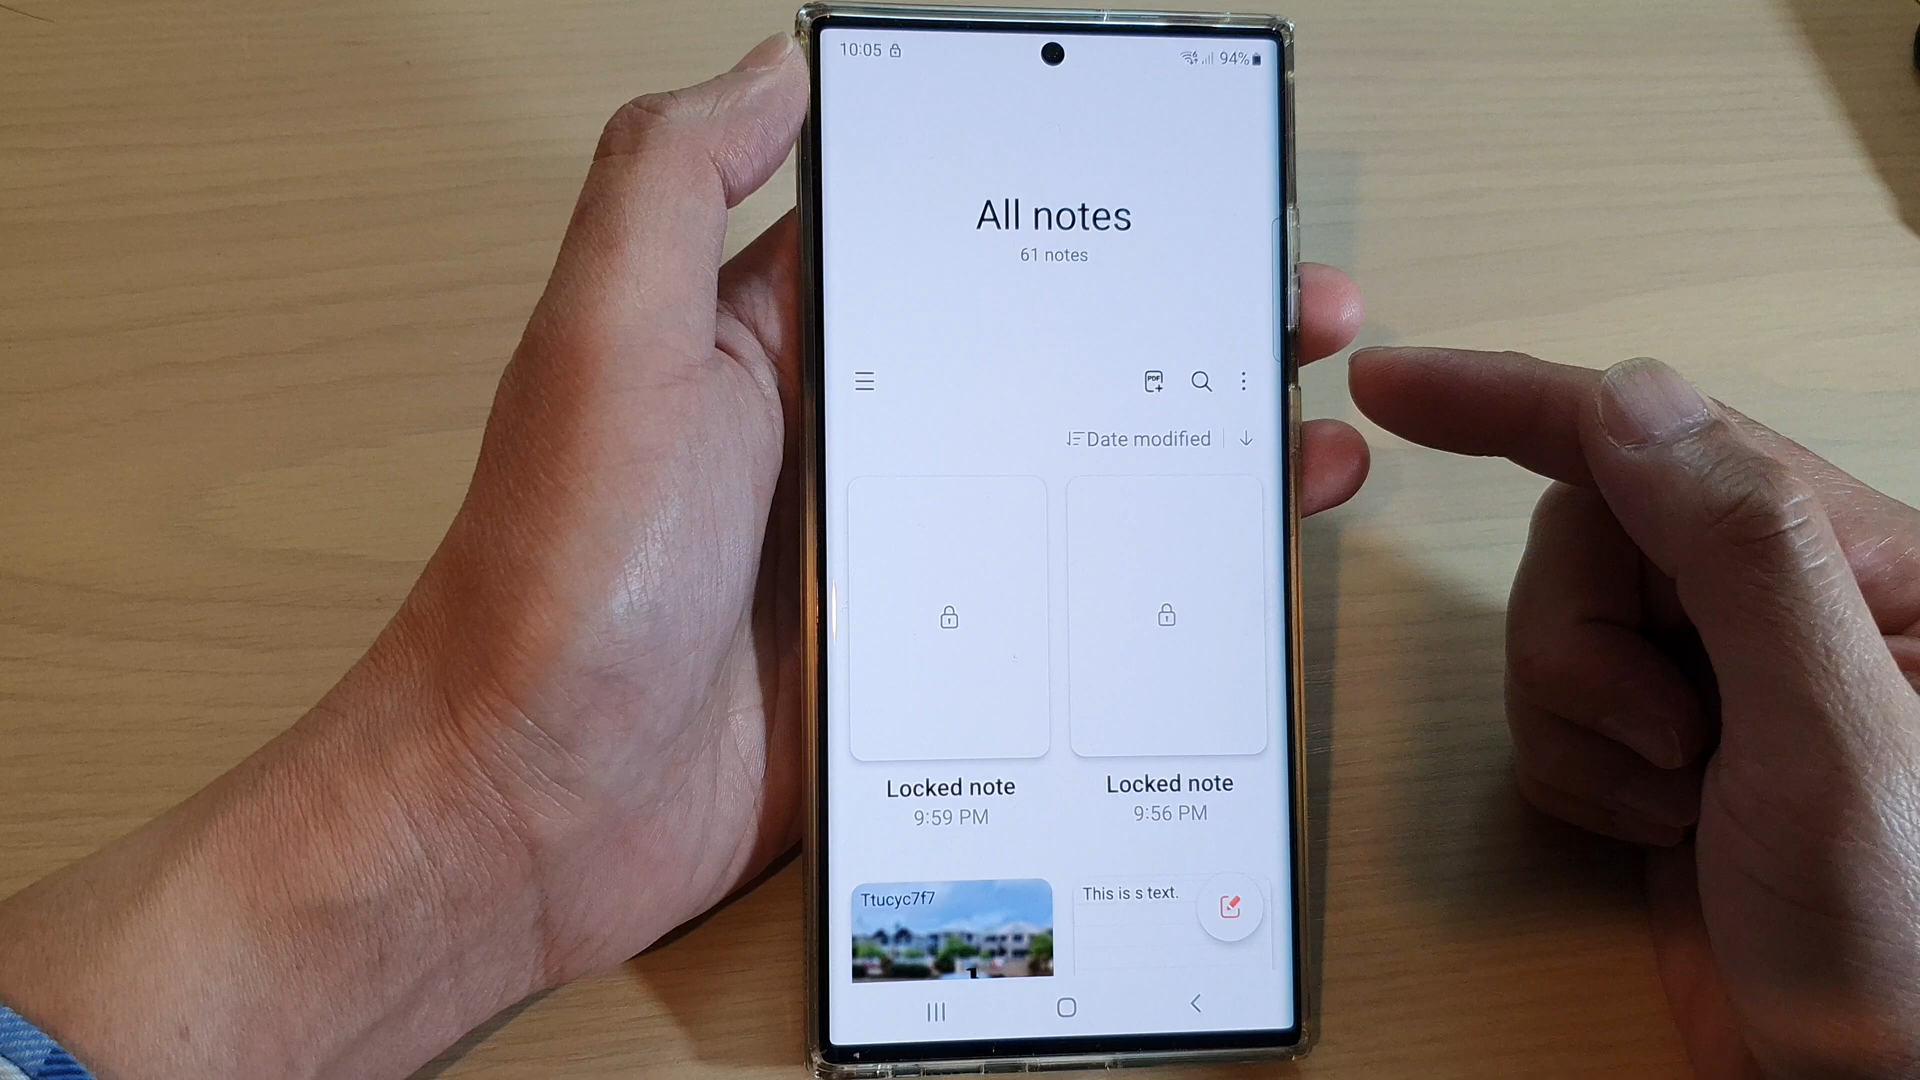 10:05
94%
All notes
61 notes
PDF
Date modified
Locked note
9:59 PM
Locked note
9:56 PM
Ttucyc7f7
This is s text.